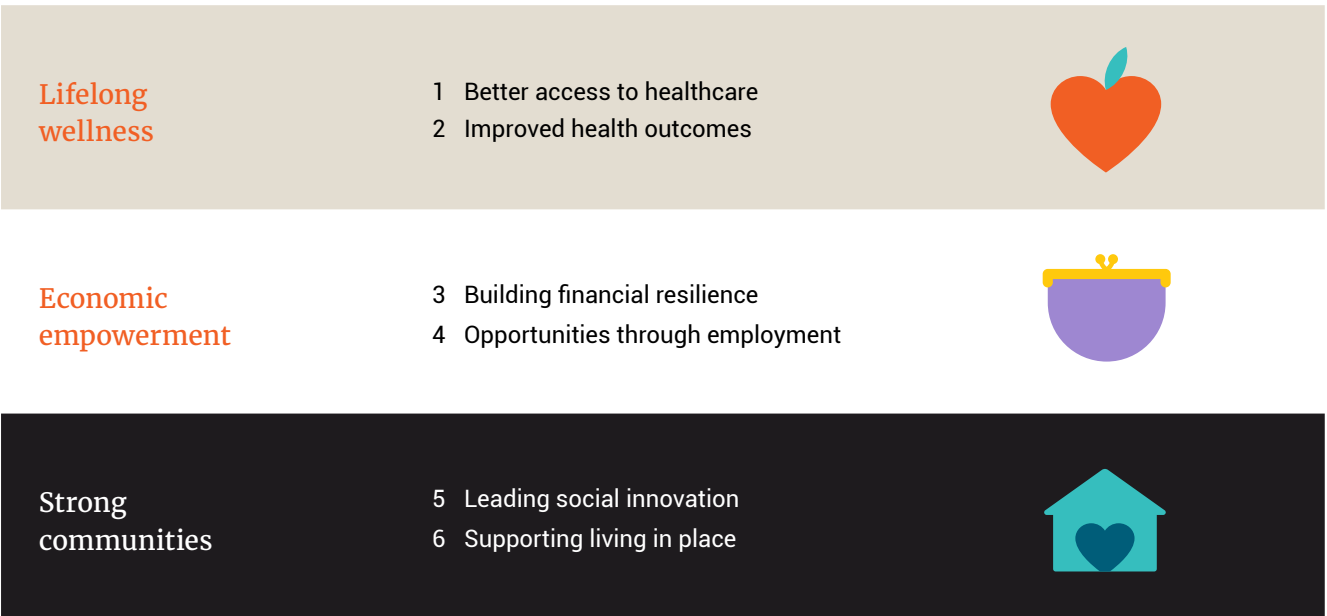 Lifelong
wellness
1 Better access to healthcare
2 Improved health outcomes
Economic
empowerment
3 Building financial resilience
4 Opportunities through employment
Strong
communities
5 Leading social innovation
6 Supporting living in place